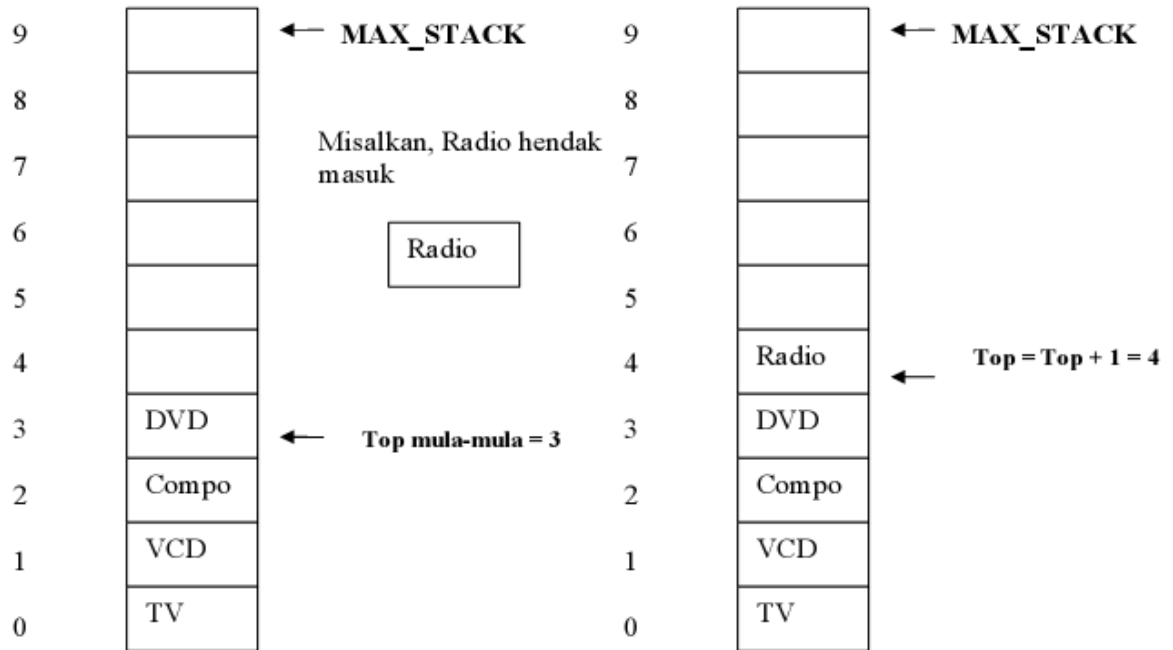 9
MAX_STACK
8
7
Misalkan, Radio hendak
masuk
6
Radio
5
4
DVD
3
Top mula-mula = 3
Compo
2
VCD
1
TV
0
9
MAX_STACK
8
7
6
5
Radio
4
Top = Top + 1 = 4
DVD
3
Compo
2
VCD
1
TV
0